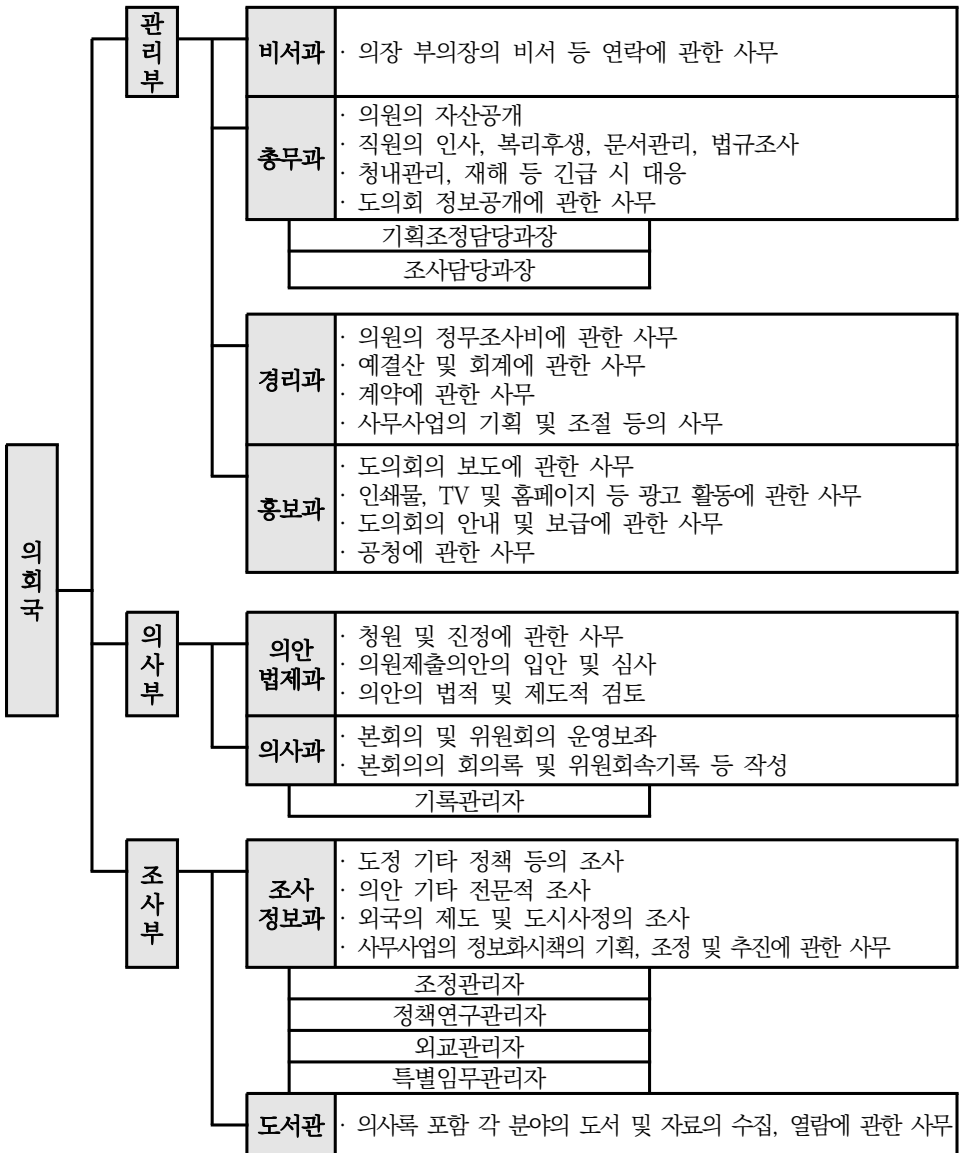 관
리
부
비서과
· 의장 부의장의 비서 등 연락에 관한 사무
총무과
· 의원의 자산공개
· 직원의 인사, 복리후생, 문서관리, 법규조사
· 청내관리, 재해 등 긴급 시 대응
· 도의회 정보공개에 관한 사무
기획조정담당과장
조사담당과장
경리과
· 의원의 정무조사비에 관한 사무
· 예결산 및 회계에 관한 사무
· 계약에 관한 사무
· 사무사업의 기획 및 조절 등의 사무
홍보과
· 도의회의 보도에 관한 사무
· 인쇄물, TV 및 홈페이지 등 광고 활동에 관한 사무
· 도의회의 안내 및 보급에 관한 사무
· 공청에 관한 사무
의
회
국
의
사
부
의안
법제과
· 청원 및 진정에 관한 사무
· 의원제출의안의 입안 및 심사
· 의안의 법적 및 제도적 검토
의사과
· 본회의 및 위원회의 운영보좌
· 본회의의 회의록 및 위원회속기록 등 작성
기록관리자
조
사
부
조사
정보과
· 도정 기타 정책 등의 조사
· 의안 기타 전문적 조사
· 외국의 제도 및 도시사정의 조사
· 사무사업의 정보화시책의 기획, 조정 및 추진에 관한 사무
조정관리자
정책연구관리자
외교관리자
특별임무관리자
도서관
· 의사록 포함 각 분야의 도서 및 자료의 수집, 열람에 관한 사무